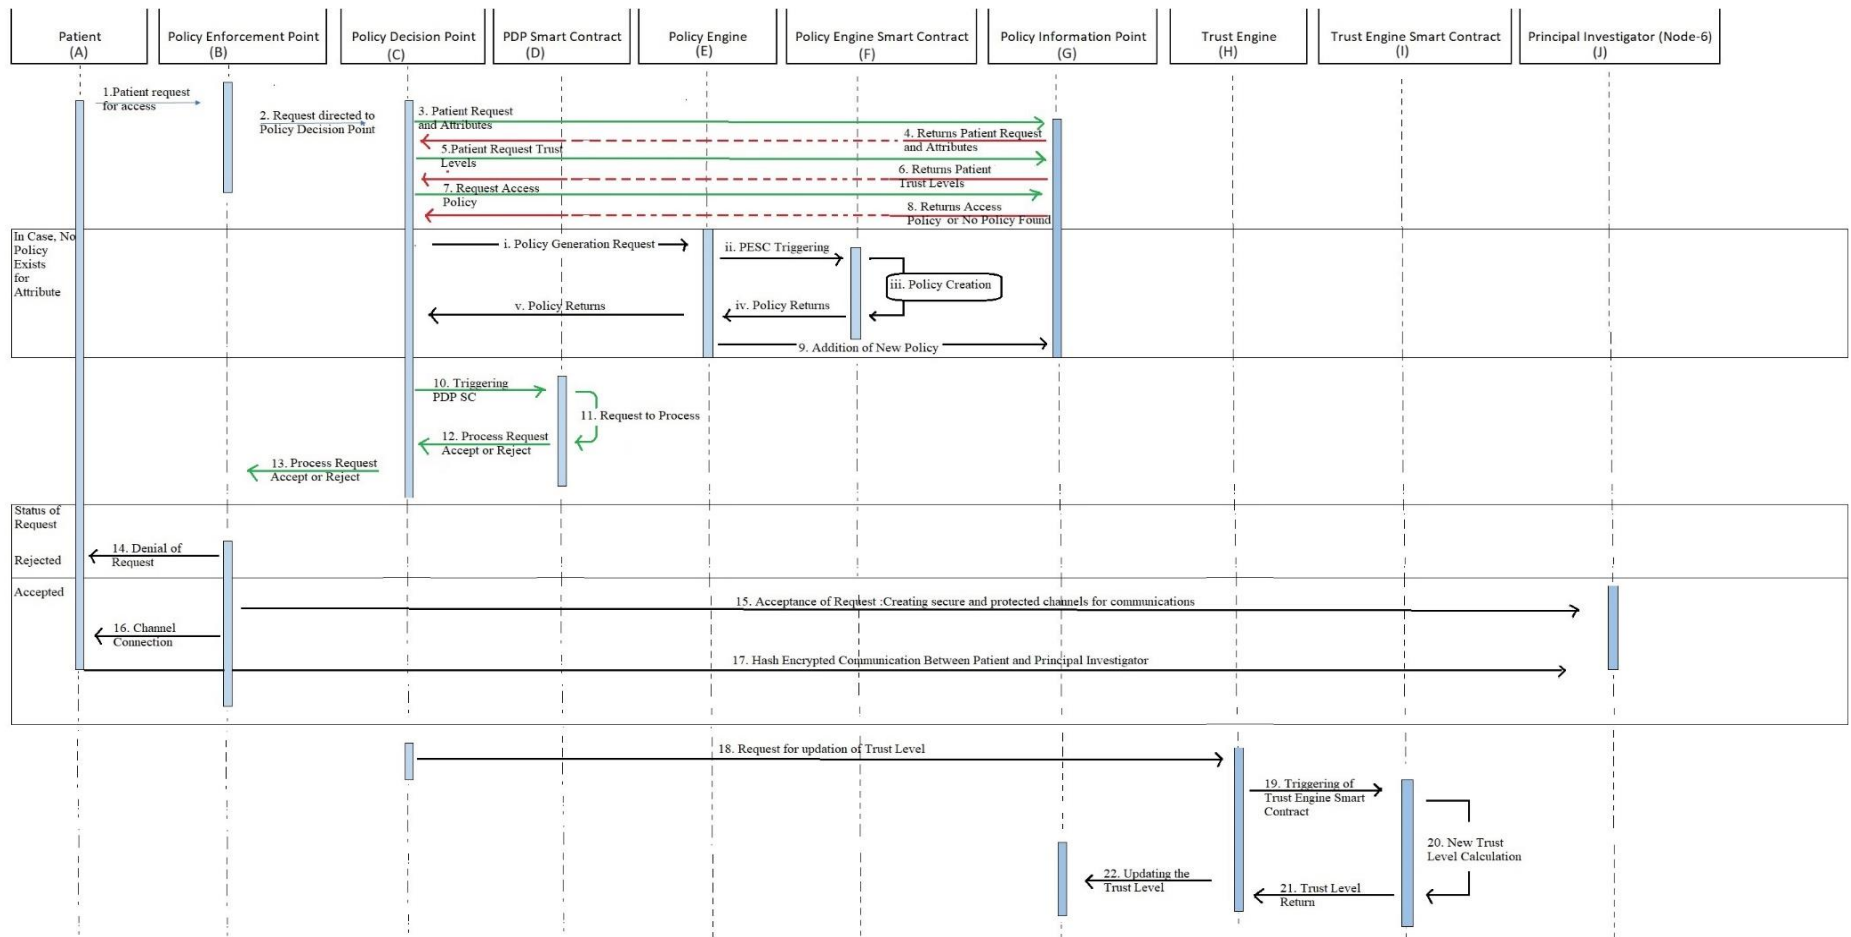 Patient
(A)
Policy Enforcement Point
(B)
Policy Decision Point
(C)
PDP Smart Contract
(D)
Policy Engine
(E)
Policy Engine Smart Contract
(F)
Policy Information Point
(G)
Trust Engine
(H)
Trust Engine Smart Contract
(I)
Principal Investigator (Node-6)
(J)
1.Patient request
for access
2. Request directed to
Policy Decision Point
3. Patient Request
and Attributes
4. Returns Patient Request
and Attributes
5.Patient Request Trust
Levels
6. Returns Patient
Trust Levels
7. Request Access
Policy
8. Returns Access
Policy or No Policy Found
In Case, No
Policy
Exists
for
Attribute
i. Policy Generation Request
ii. PESC Triggering
iii. Policy Creation
iv. Policy Returns
v. Policy Returns
9. Addition of New Policy
10. Triggering
PDP SC
11. Request to Process
12. Process Request
Accept or Reject
13. Process Request
Accept or Reject
Status of
Request
Rejected
14. Denial of
Request
Accepted
15. Acceptance of Request :Creating secure and protected channels for communications
16. Channel
Connection
17. Hash Encrypted Communication Between Patient and Principal Investigator
18. Request for updation of Trust Level
19. Triggering of
Trust Engine Smart
Contract
20. New Trust
Level Calculation
21. Trust Level
Return
22. Updating the
Trust Level